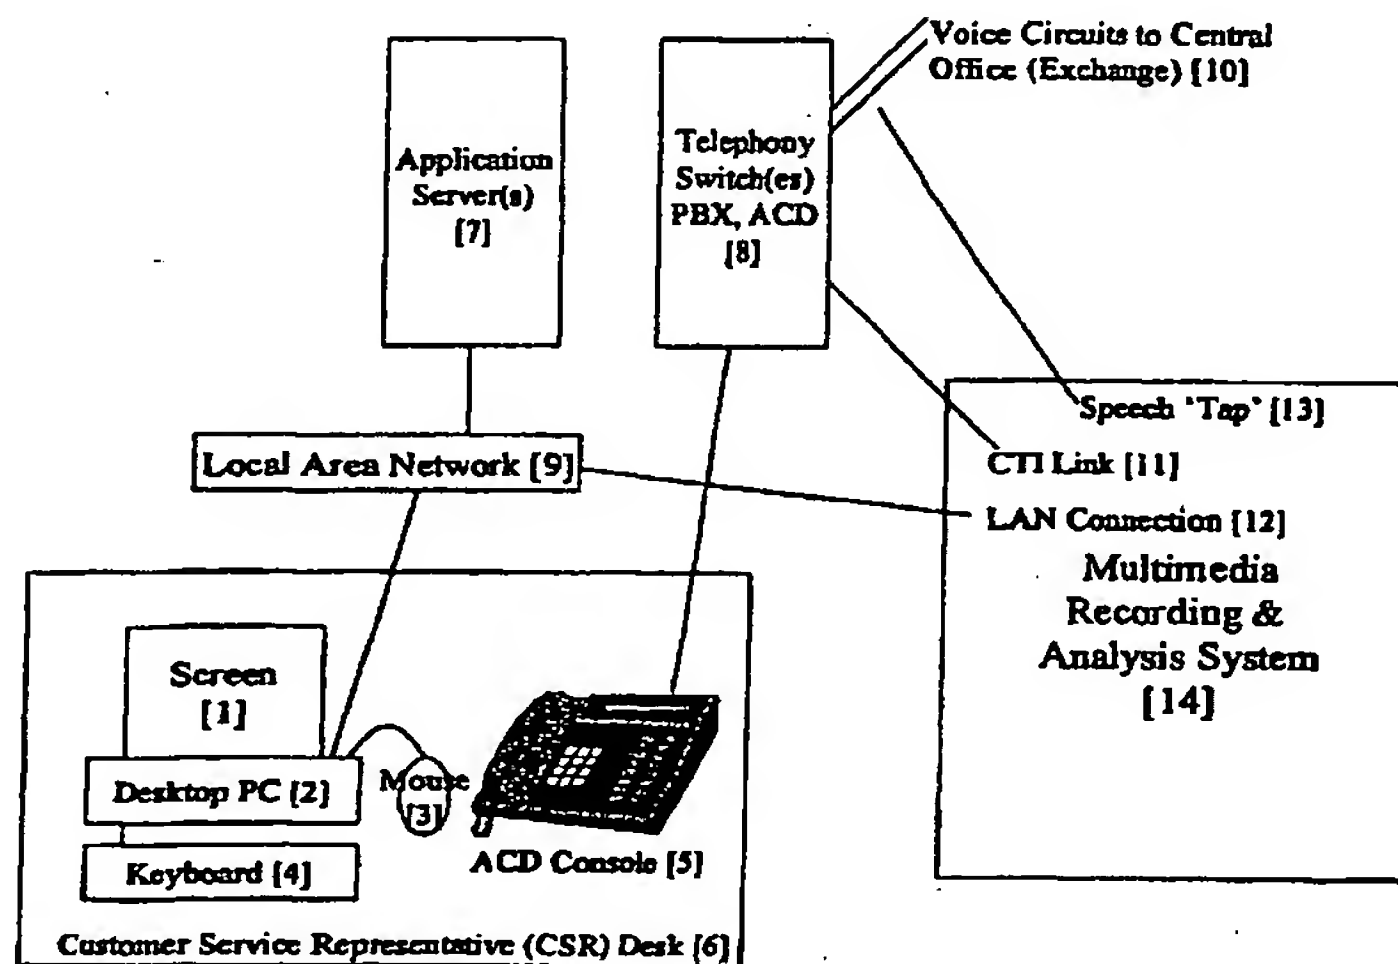 Voice Circuits to Central
Office (Exchange) [10]
Application
Server(s)
[7]
Telephony
Switch(es)
PBX, ACD
[8]
Speech 'Tap' [13]
CTI Link [11]
Local Area Network [9]
LAN Connection [12]
Multimedia
Recording &
Analysis System
[14]
Screen
[1]
Desktop PC [2]
Mouse
[3]
Keyboard [4]
ACD Console [5]
Customer Service Representative (CSR) Desk [6]